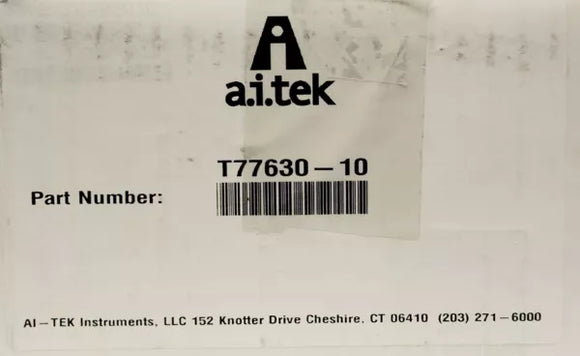 a.i.tek
T77630-10
Part Number:
AI-TEK Instruments, LLC 152 Knotter Drive Cheshire, CT 06410 (203) 271-6000